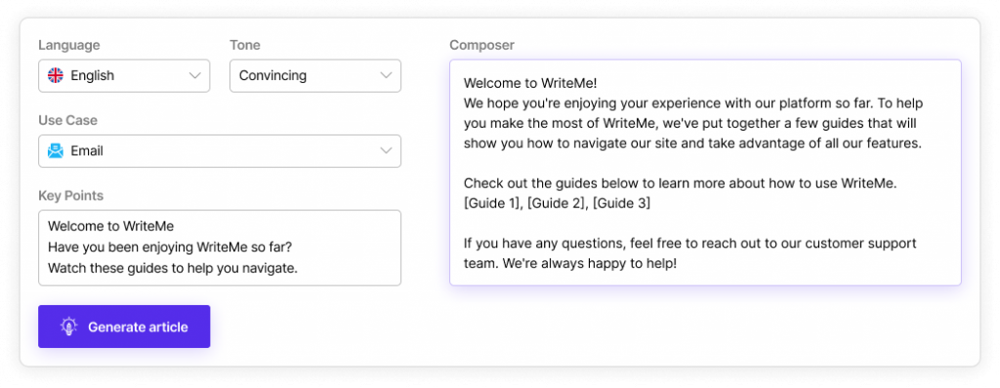 Language
English
Tone
Convincing
Use Case
Email
Key Points
Welcome to WriteMe
Have you been enjoying WriteMe so far?
Watch these guides to help you navigate.
Generate article
Composer
Welcome to WriteMe!
We hope you're enjoying your experience with our platform so far. To help
you make the most of WriteMe, we've put together a few guides that will
show you how to navigate our site and take advantage of all our features.
Check out the guides below to learn more about how to use WriteMe.
[Guide 1], [Guide 2], [Guide 3]
If you have any questions, feel free to reach out to our customer support
team. We're always happy to help!